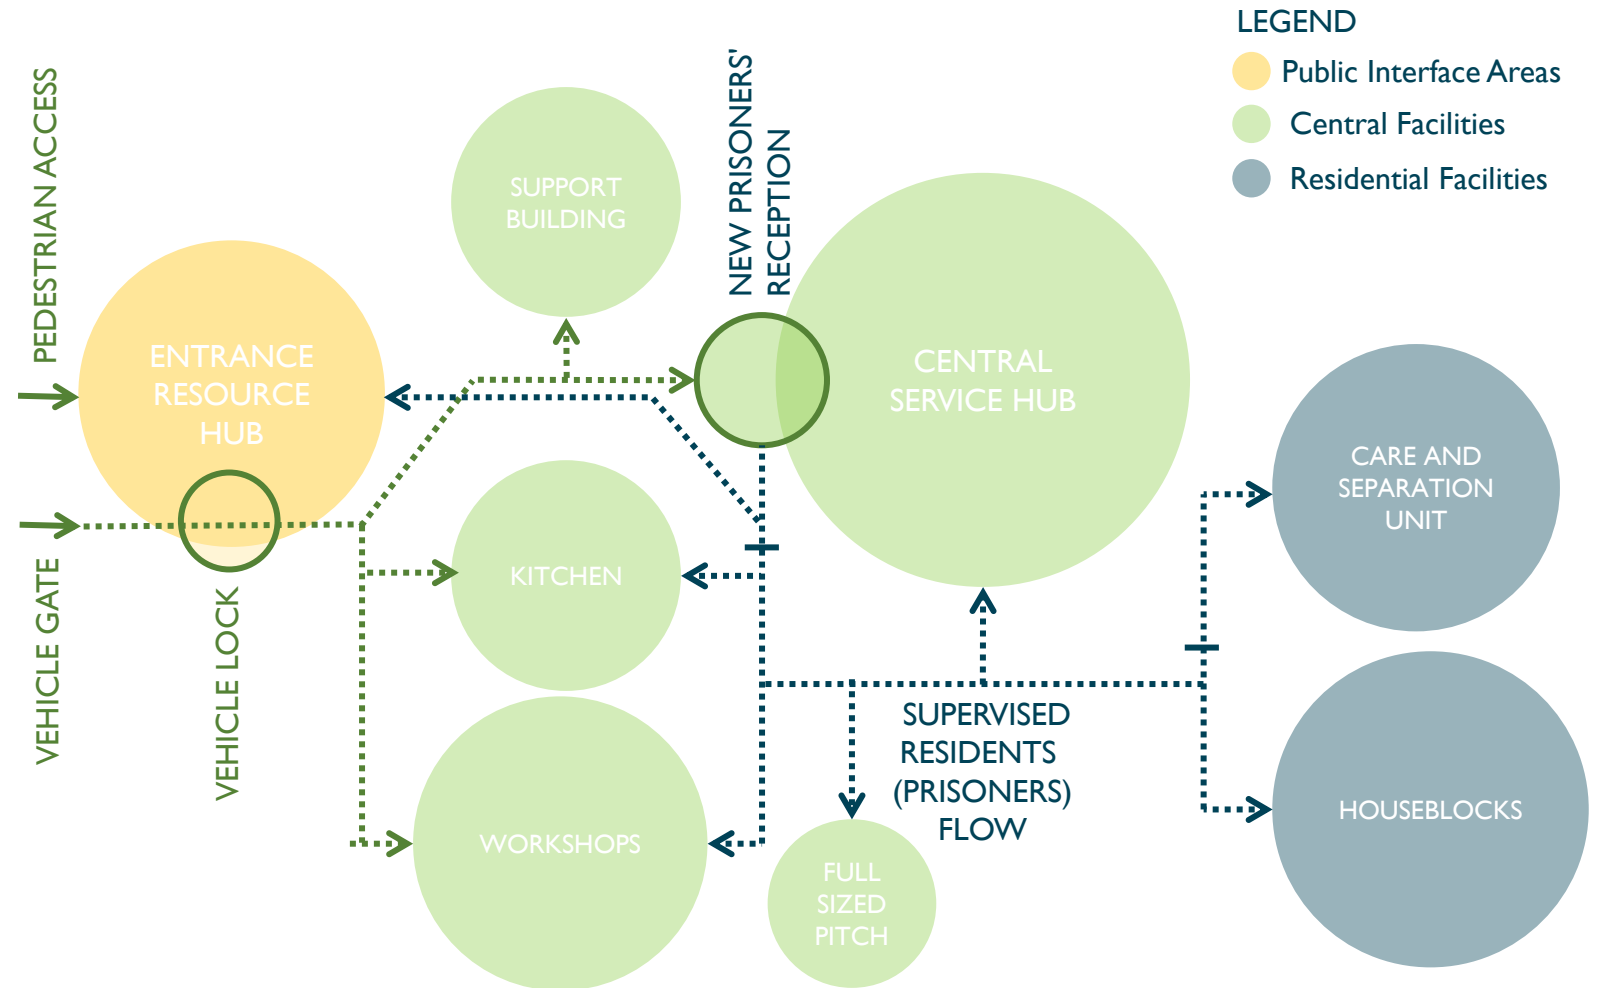 LEGEND
Public Interface Areas
Central Facilities
Residential Facilities
PEDESTRIAN ACCESS
SUPPORT
BUILDING
NEW PRISONERS'
RECEPTION
ENTRANCE
RESOURCE
HUB
CENTRAL
SERVICE HUB
CARE AND
SEPARATION
UNIT
KITCHEN
VEHICLE GATE
VEHICLE LOCK
SUPERVISED
RESIDENTS
(PRISONERS)
FLOW
WORKSHOPS
HOUSEBLOCKS
FULL
SIZED
PITCH